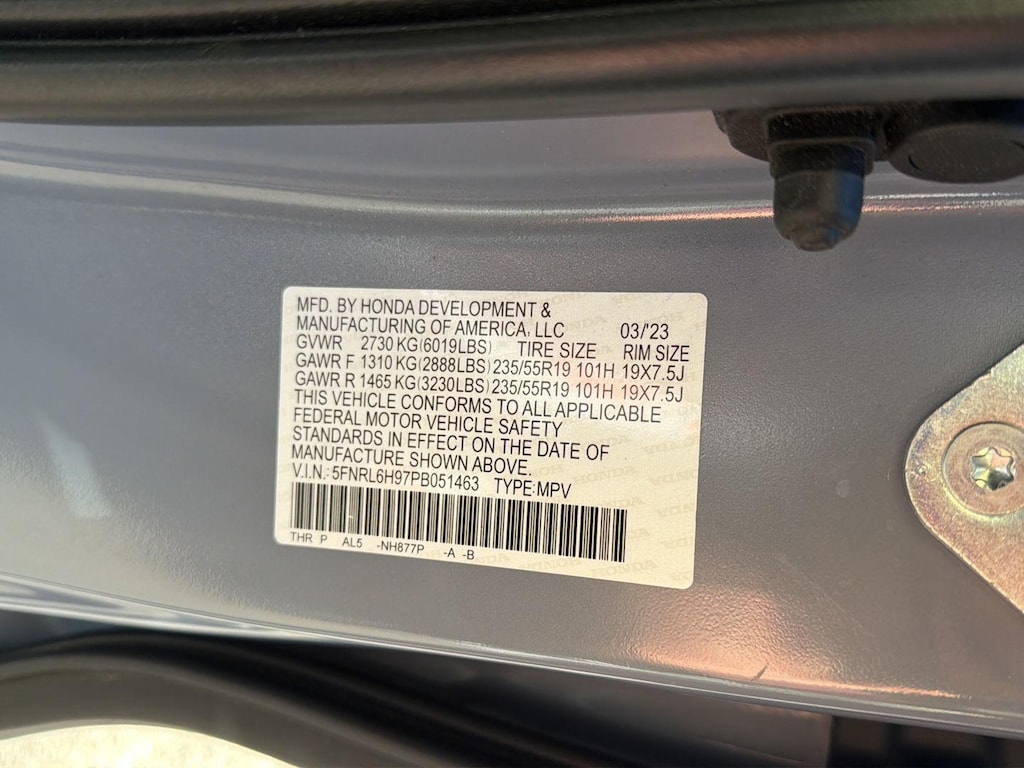 MFD. BY HONDA DEVELOPMENT &
MANUFACTURING OF AMERICA, LLC 03/'23
GVWR 2730 KG(6019LBS) TIRE SIZE RIM SIZE
GAWR F 1310 KG(2888LBS) 235/55R19 101H 19X7.5J
GAWR R 1465 KG(3230LBS) 235/55R19 101H 19X7.5J
THIS VEHICLE CONFORMS TO ALL APPLICABLE
FEDERAL MOTOR VEHICLE SAFETY
STANDARDS IN EFFECT ON THE DATE OF
MANUFACTURE SHOWN ABOVE.
V.I.N.: 5FNRL6H97PB051463 TYPE:MPV
THR P AL5 -NH877P -A -B